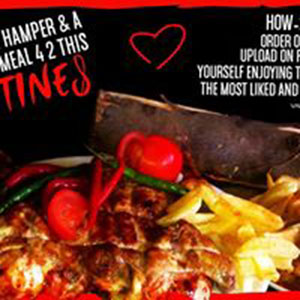 HAMPER & A
MEAL 4 2 THIS
TINES
HOW-
ORDER O
UPLOAD ON F
YOURSELF ENJOYING T
THE MOST LIKED AND